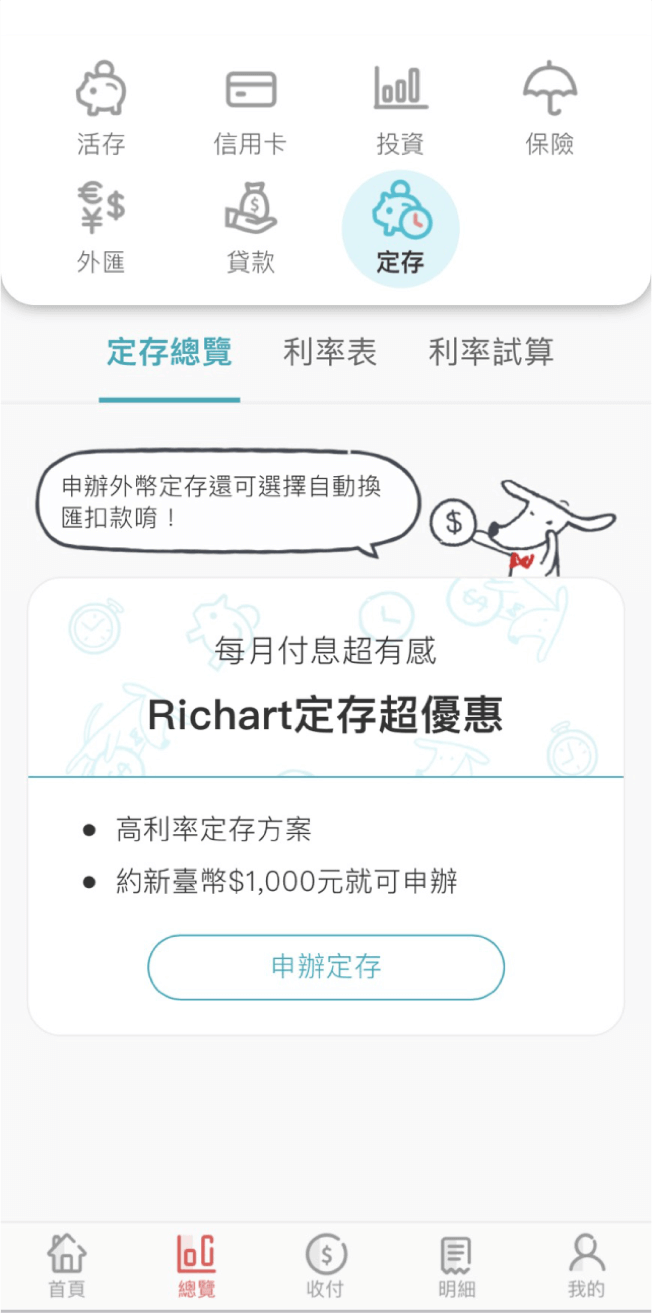 活存 信用卡 投資 保險
€ $
¥ $
外匯 貸款 定存
定存總覽 利率表 利率試算
申辦外幣定存還可選擇自動換
匯扣款唷！
$
每月付息超有感
Richart定存超優惠
● 高利率定存方案
● 約新臺幣$1,000元就可申辦
申辦定存
首頁 總覽 收付 明細 我的